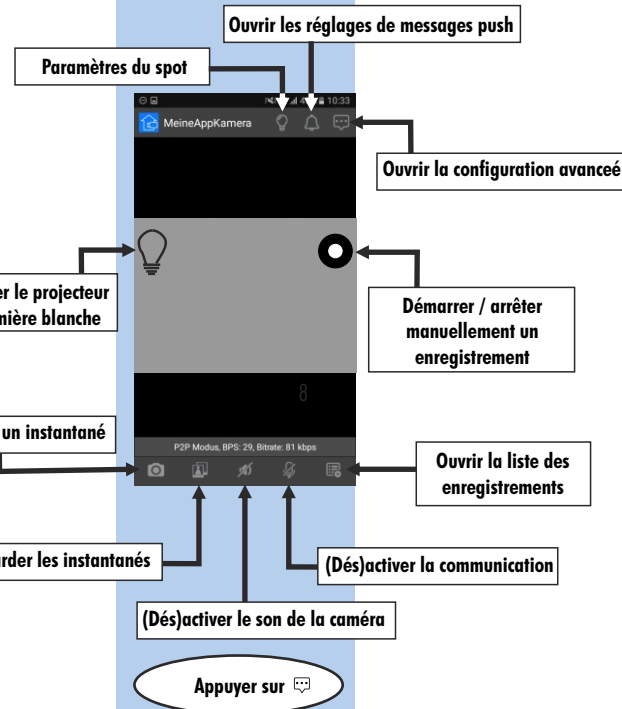 Ouvrir les réglages de messages push
Paramètres du spot
10:33
MeineAppKamera
Ouvrir la configuration avanceé
er le projecteur
mière blanche
Démarrer / arrêter
manuellement un
enregistrement
8
un instantané
P2P Modus, BPS: 29, Bitrate: 81 kbps
Ouvrir la liste des
enregistrements
rder les instantanés
(Dés)activer la communication
(Dés)activer le son de la caméra
Appuyer sur